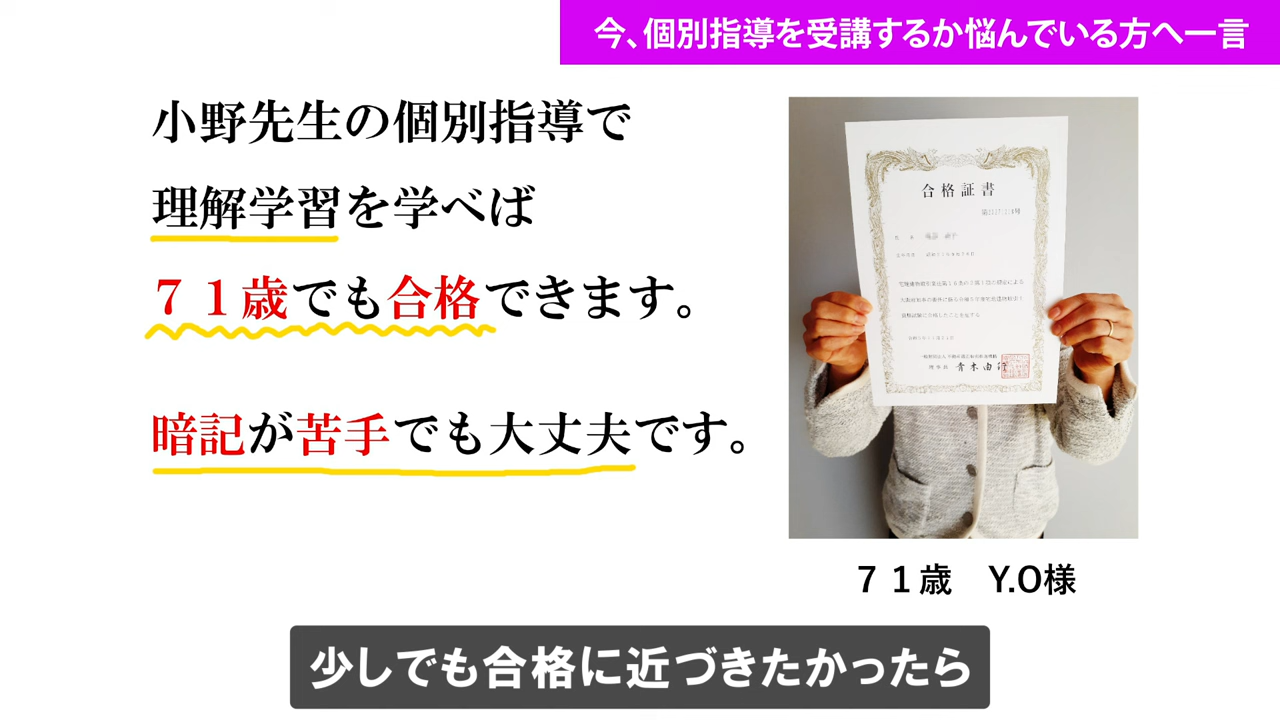 今、個別指導を受講するか悩んでいる方へ一言
小野先生の個別指導で
理解学習を学べば
７１歳でも合格できます。
暗記が苦手でも大丈夫です。
合格証書
７１歳　Y.O様
少しでも合格に近づきたかったら